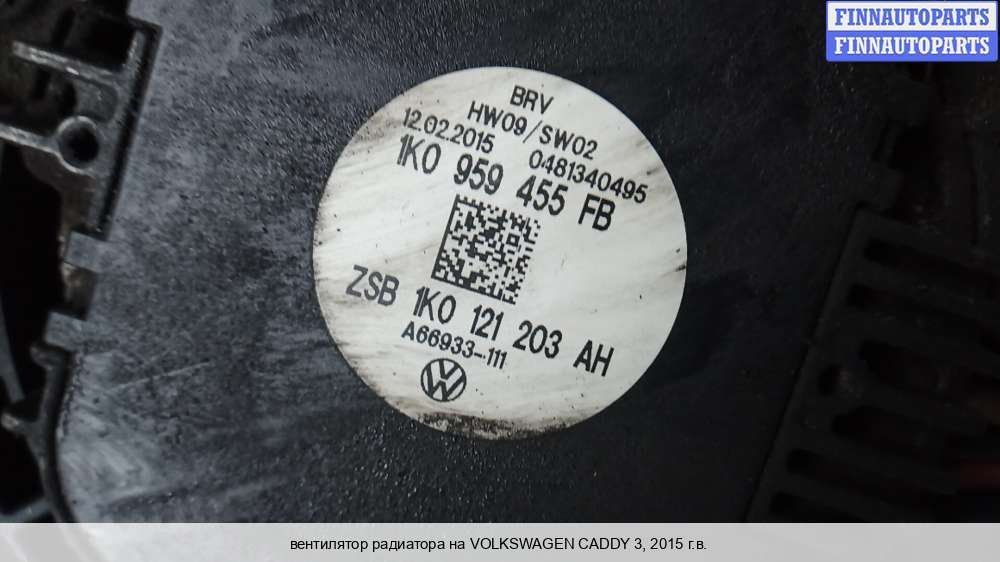 FINNAUTOPARTS
FINNAUTOPARTS
BRV
HW09/SW02
12.02.2015 0481340495
1K0 959 455 FB
ZSB 1K0 121 203 AH
A66933-111
VW
вентилятор радиатора на VOLKSWAGEN CADDY 3, 2015 г.в.